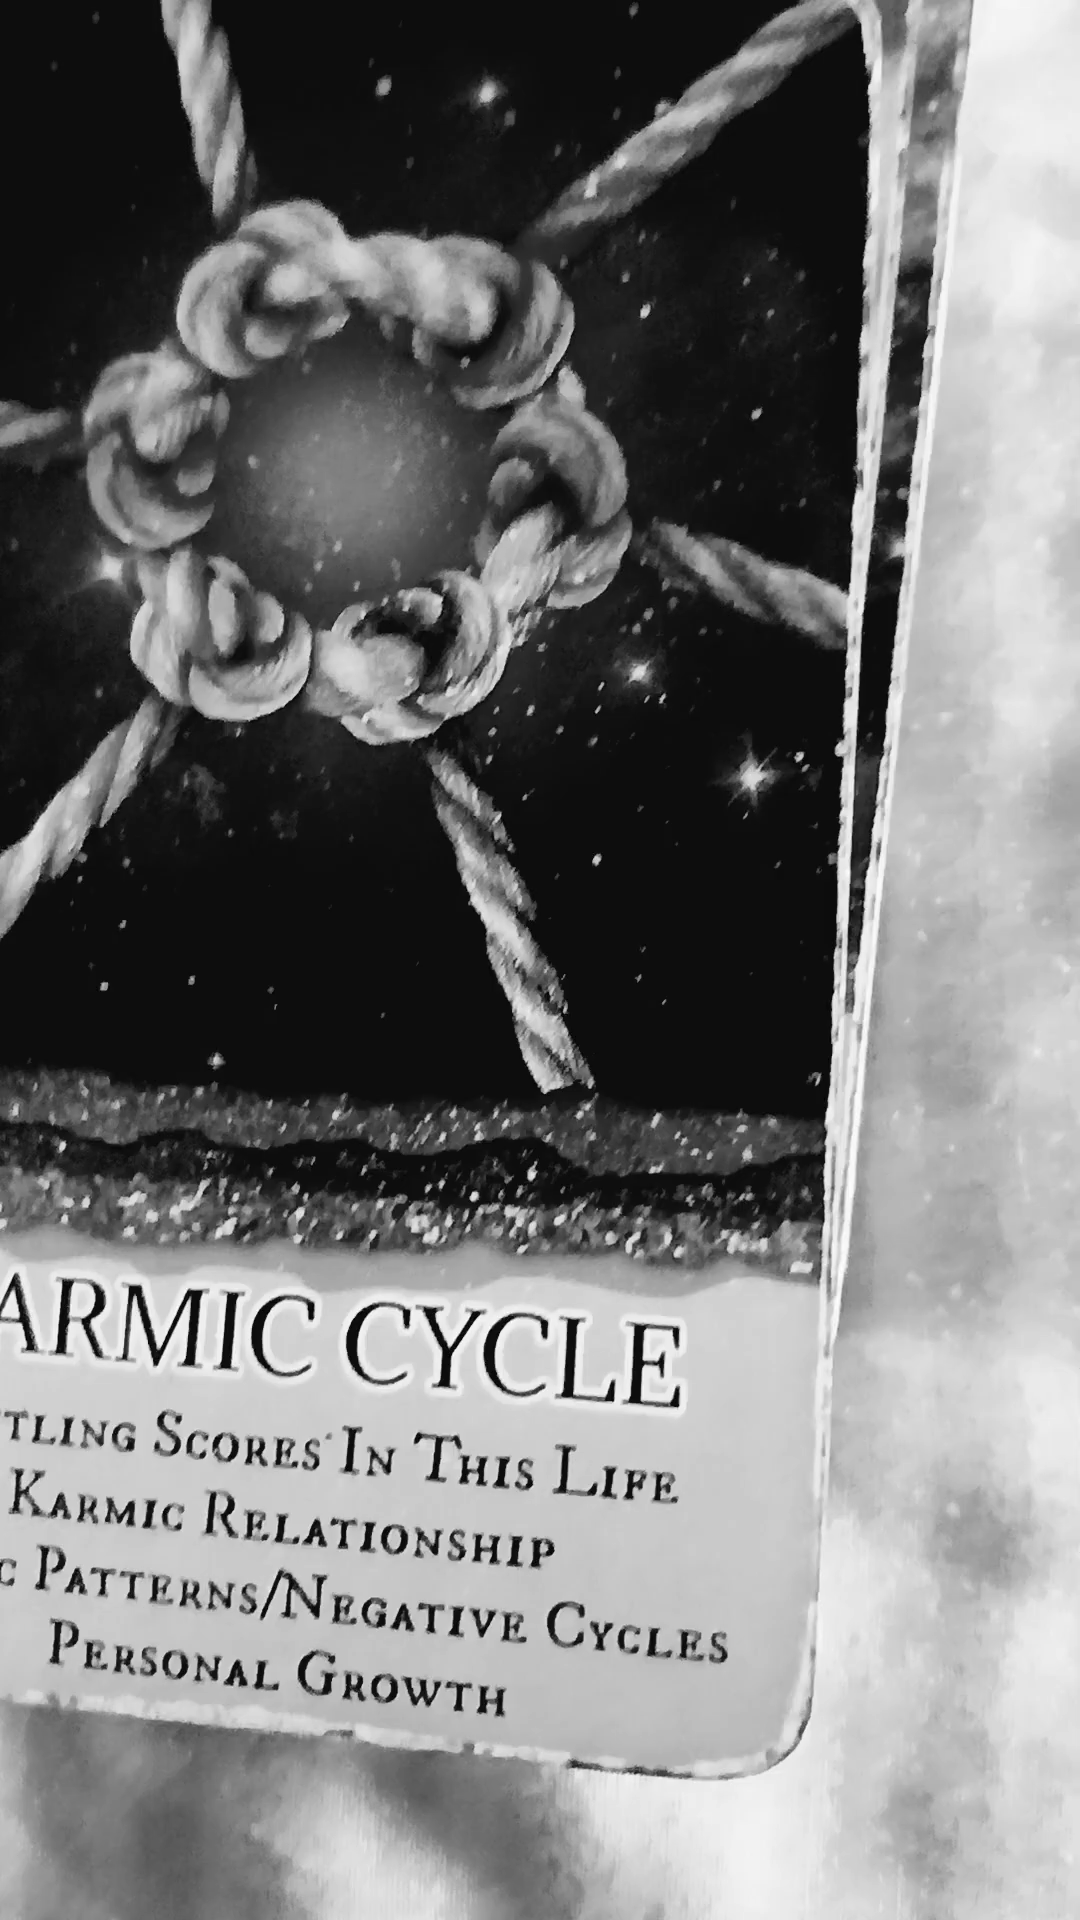 ARMIC CYCLE
TLING SCORES IN THIS LIFE
KARMIC RELATIONSHIP
C PATTERNS/NEGATIVE CYCLES
PERSONAL GROWTH